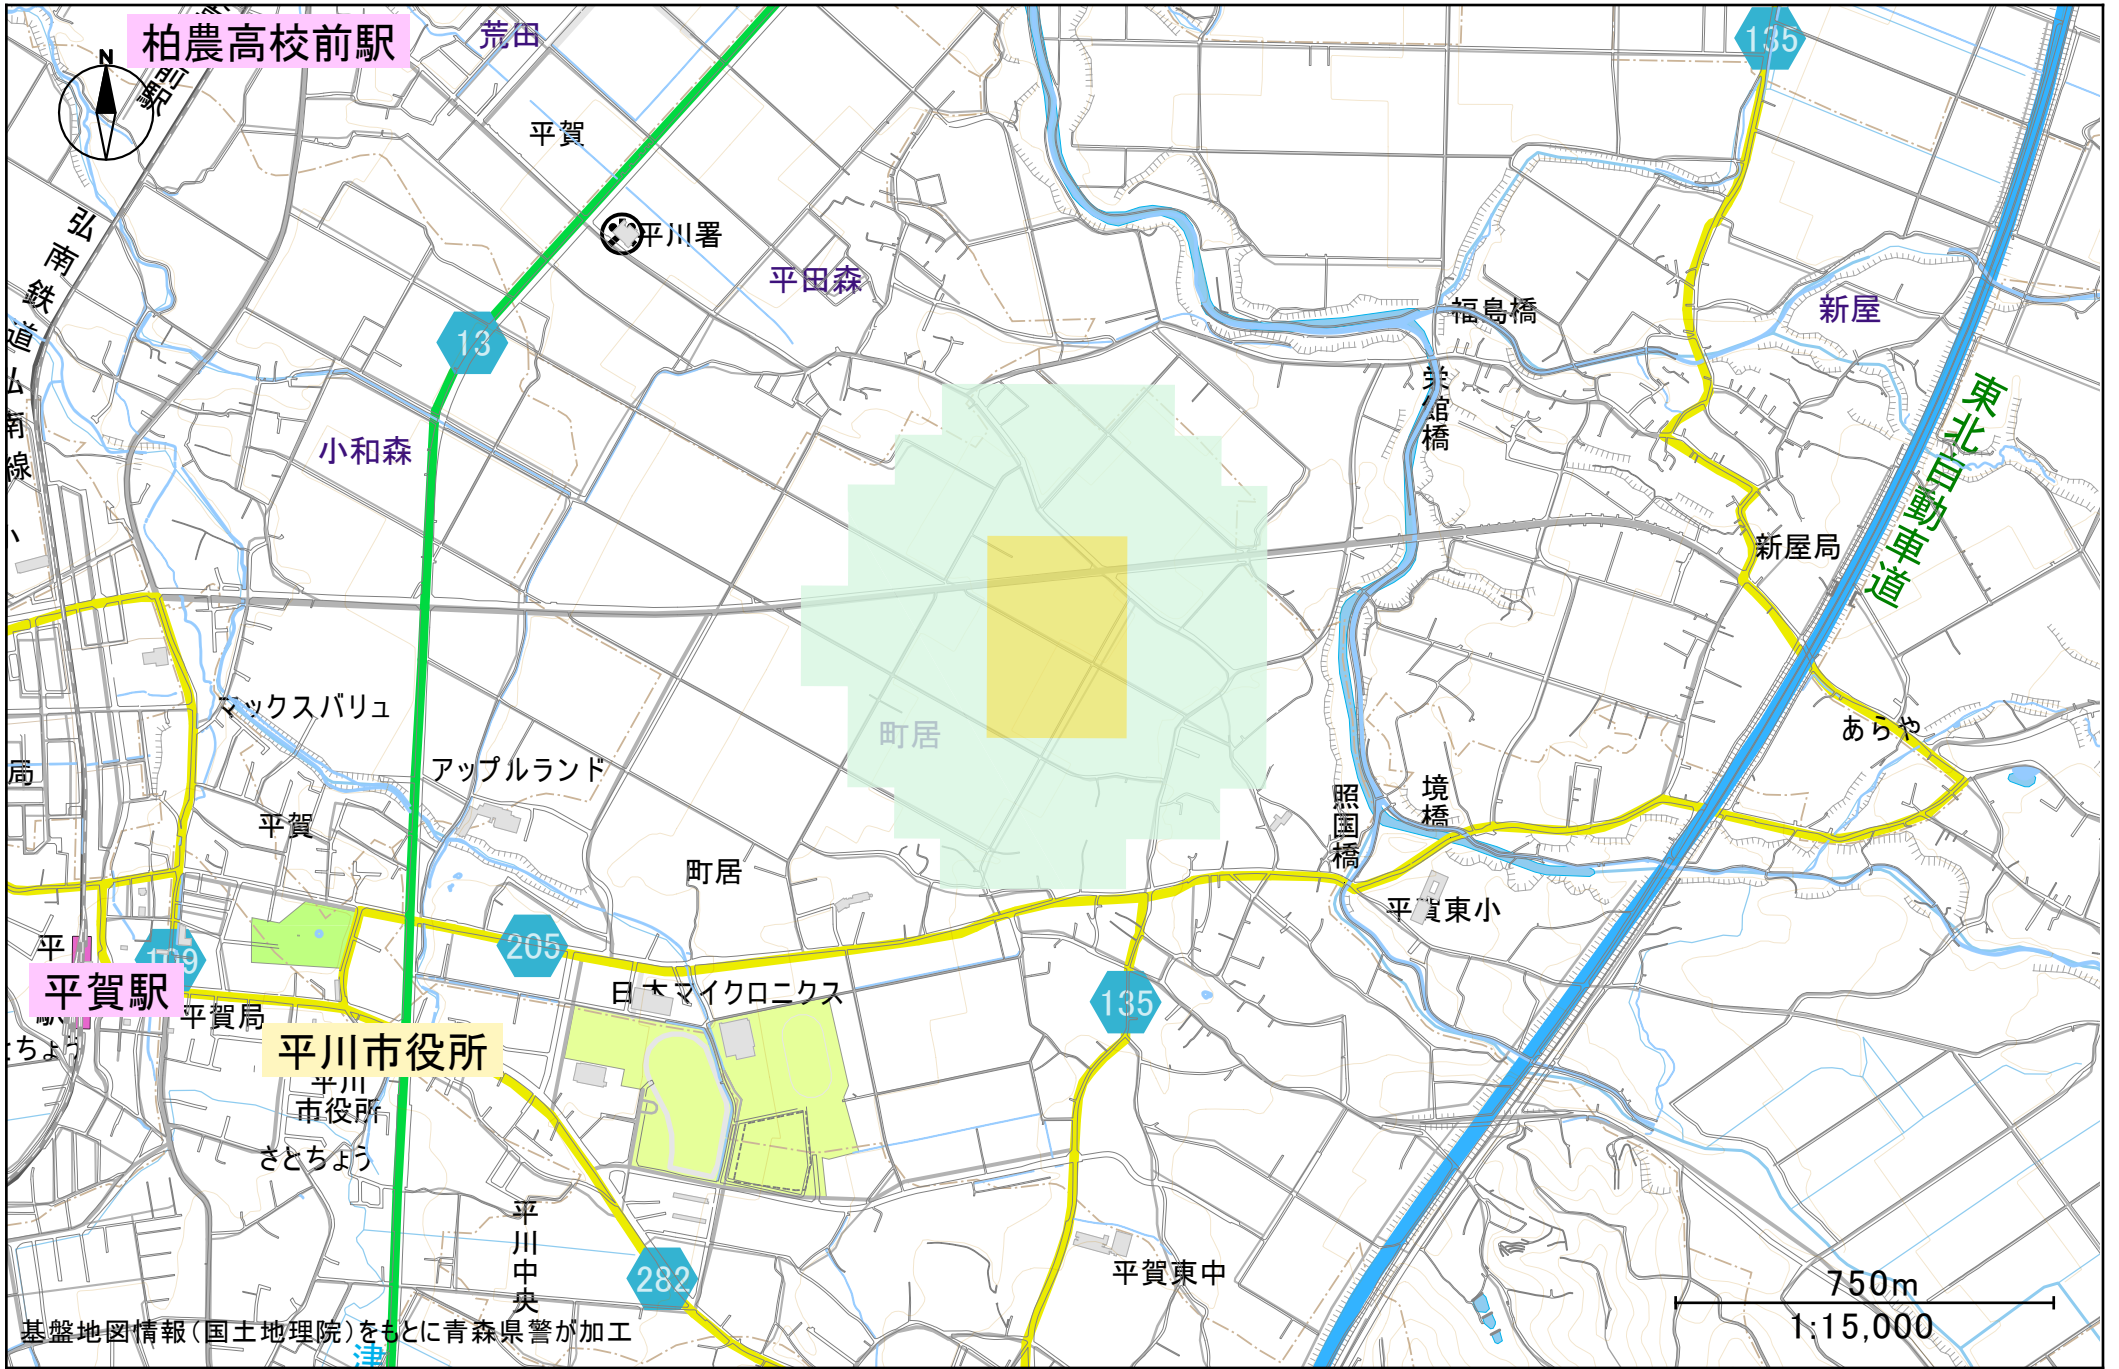 柏農高校前駅
荒田
135
N
前駅
平賀
弘南鉄道弘南線
平川署
平田森
福島橋
新屋
13
栄館橋
東北自動車道
小和森
新屋局
マックスバリュ
町居
あらや
局
アップルランド
照国橋
境橋
平賀
町居
平賀東小
平
205
平賀駅
日本マイクロニクス
135
平賀局
平川市役所
平川
市役所
さとちょう
平川中央
282
平賀東中
750m
1:15,000
基盤地図情報(国土地理院)をもとに青森県警が加工
津